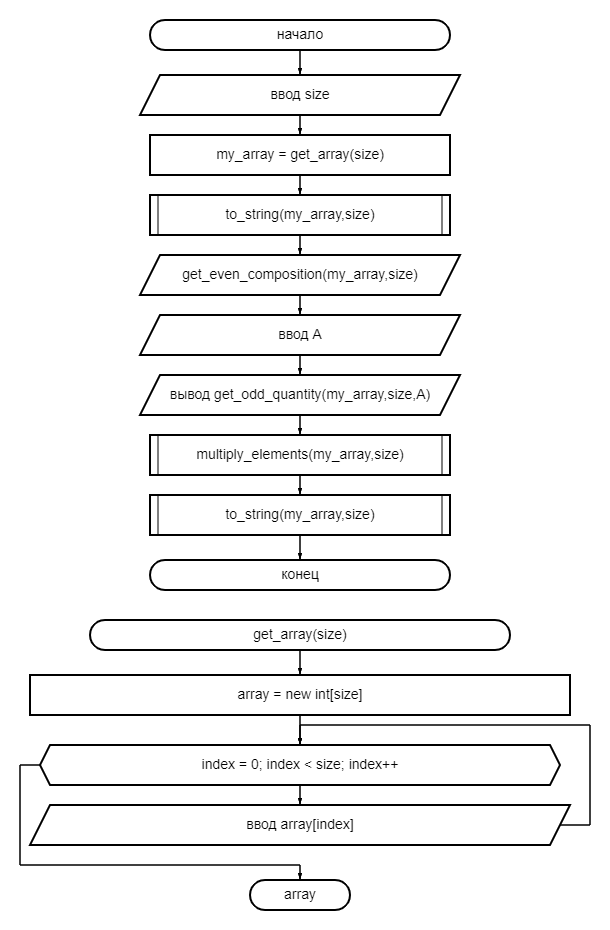 начало
ввод size
my_array = get_array(size)
to_string(my_array,size)
get_even_composition(my_array,size)
ввод A
вывод get_odd_quantity(my_array,size,A)
multiply_elements(my_array,size)
to_string(my_array,size)
конец
get_array(size)
array = new int[size]
index = 0; index < size; index++
ввод array[index]
array